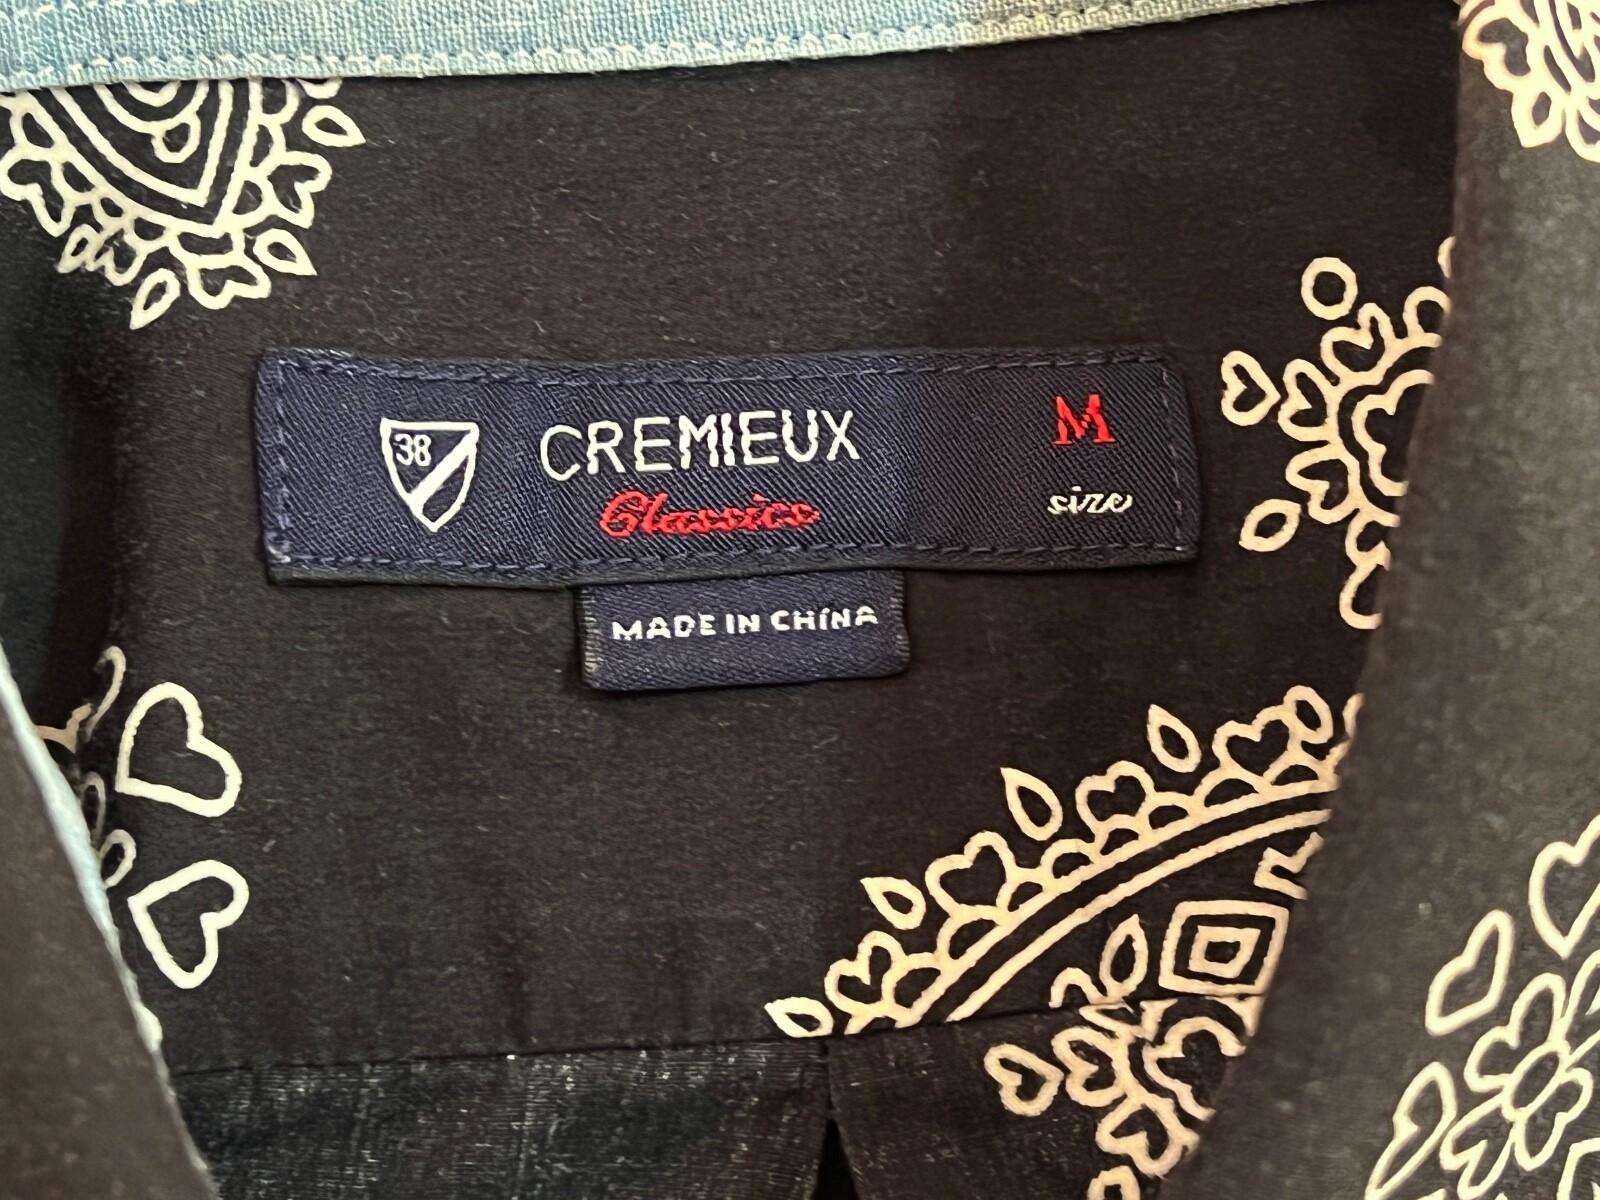 38
CREMIEUX
Classics
M
size
MADE IN CHINA